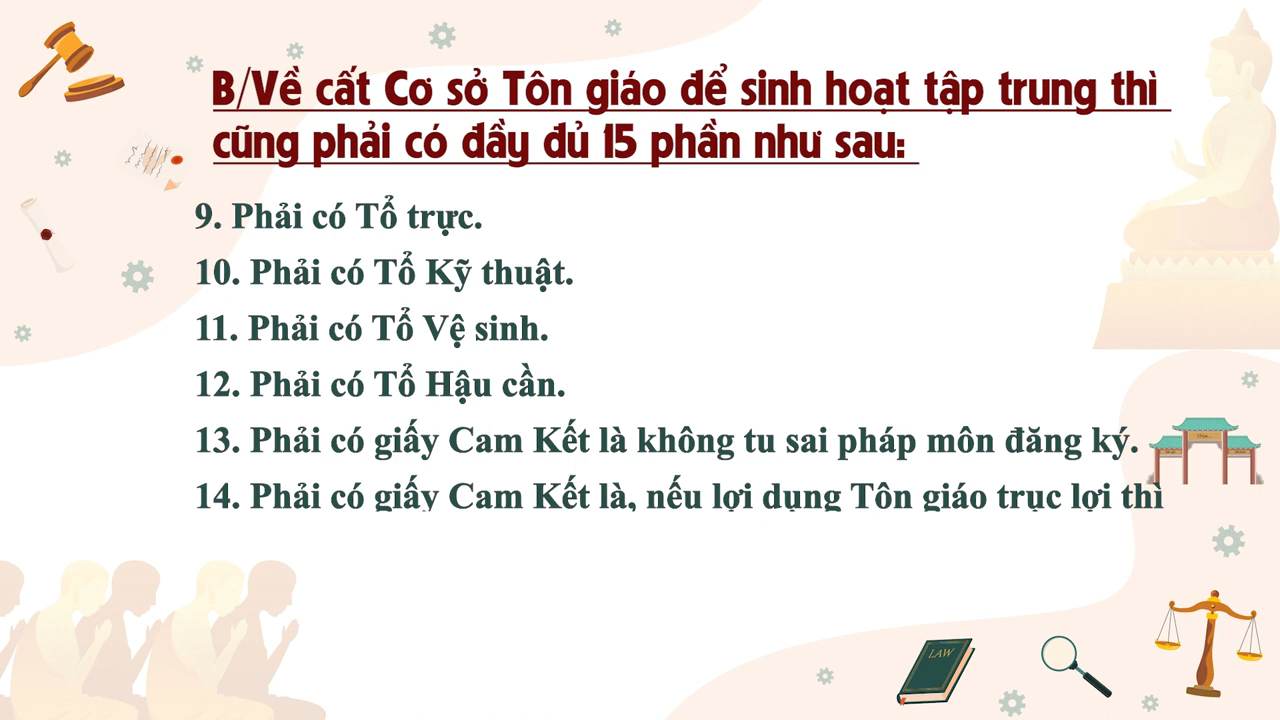 B/Về cất Cơ sở Tôn giáo để sinh hoạt tập trung thì
cũng phải có đầy đủ 15 phần như sau:
9. Phải có Tổ trực.
10. Phải có Tổ Kỹ thuật.
11. Phải có Tổ Vệ sinh.
12. Phải có Tổ Hậu cần.
13. Phải có giấy Cam Kết là không tu sai pháp môn đăng ký.
14. Phải có giấy Cam Kết là, nếu lợi dụng Tôn giáo trục lợi thì
LAW